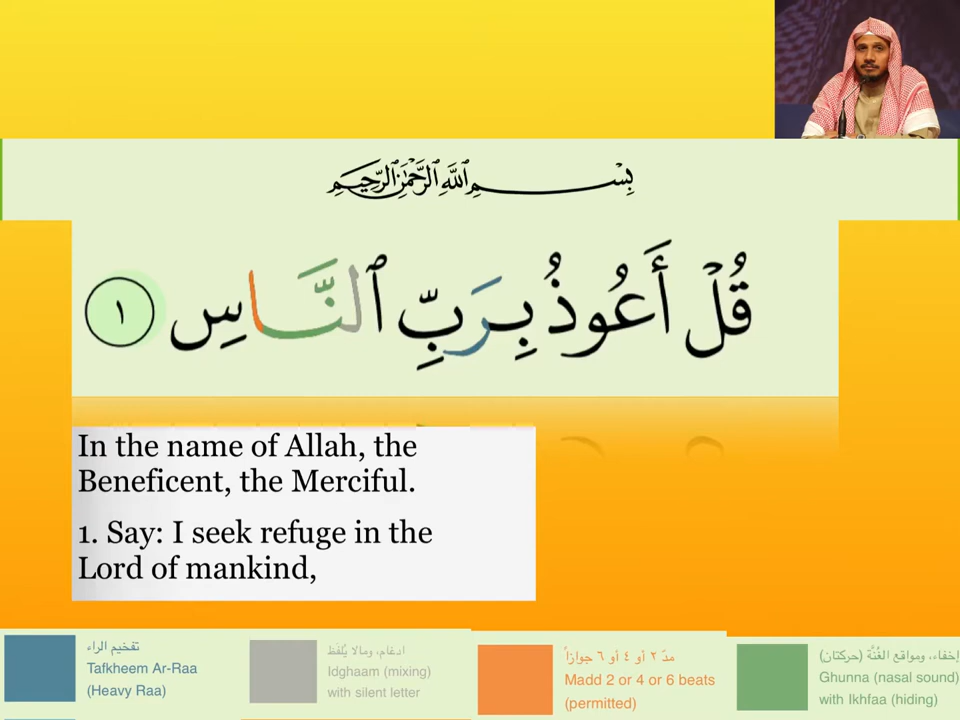 بِسْمِ اللَّهِ الرَّحْمَٰنِ الرَّحِيمِ
قُلْ أَعُوذُ بِرَبِّ ٱلنَّاسِ ١
In the name of Allah, the
Beneficent, the Merciful.
1. Say: I seek refuge in the
Lord of mankind,
تفخيم الراء
Tafkheem Ar-Raa
(Heavy Raa)
ادغام، ومالا يُلفَظ
Idghaam (mixing)
with silent letter
مدّ ٢ أو ٤ أو ٦ جوازاً
Madd 2 or 4 or 6 beats
(permitted)
إخفاء، ومواقع الغُنَّة (حركتان)
Ghunna (nasal sound)
with Ikhfaa (hiding)